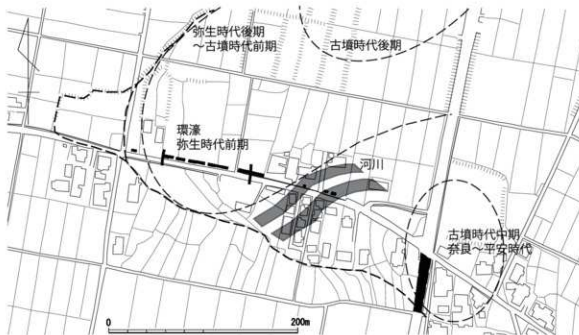 弥生時代後期
～古墳時代前期
古墳時代後期
環濠
弥生時代前期
河川
古墳時代中期
奈良～平安時代
0
200m